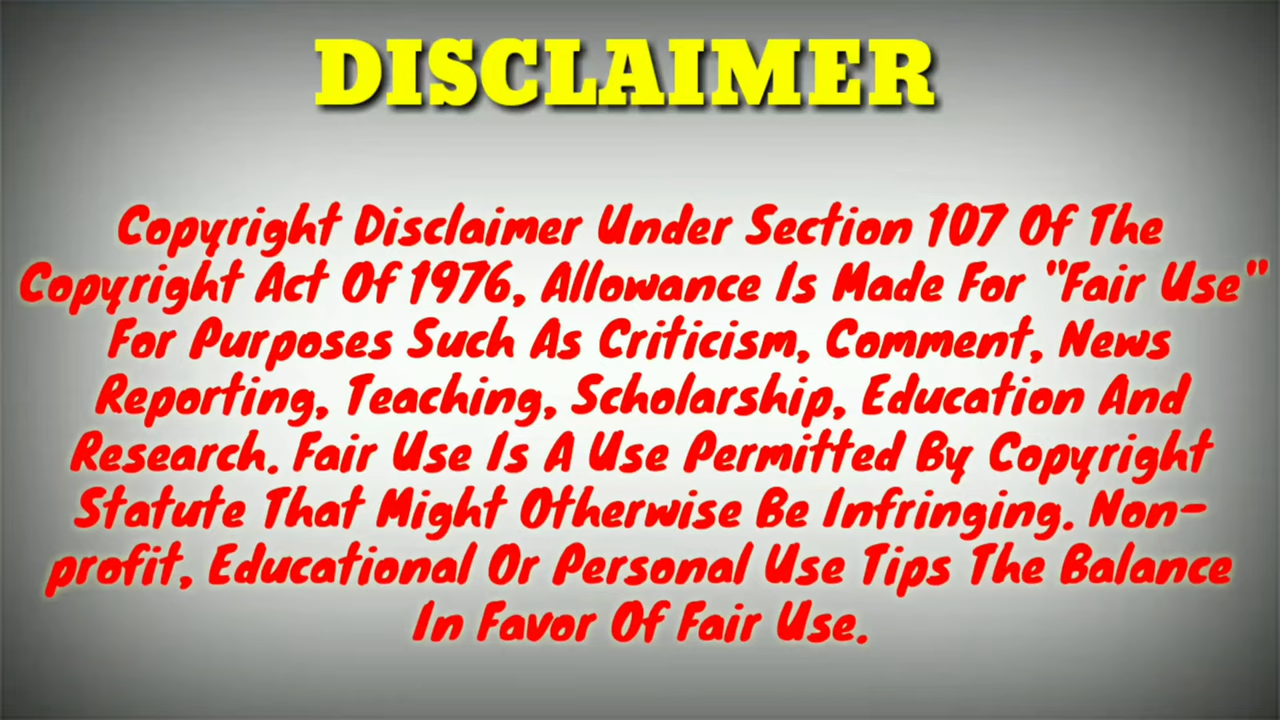 DISCLAIMER
Copyright Disclaimer Under Section 107 Of The
Copyright Act Of 1976, Allowance Is Made For "Fair Use"
For Purposes Such As Criticism, Comment, News
Reporting, Teaching, Scholarship, Education And
Research. Fair Use Is A Use Permitted By Copyright
Statute That Might Otherwise Be Infringing. Non-
profit, Educational Or Personal Use Tips The Balance
In Favor Of Fair Use.